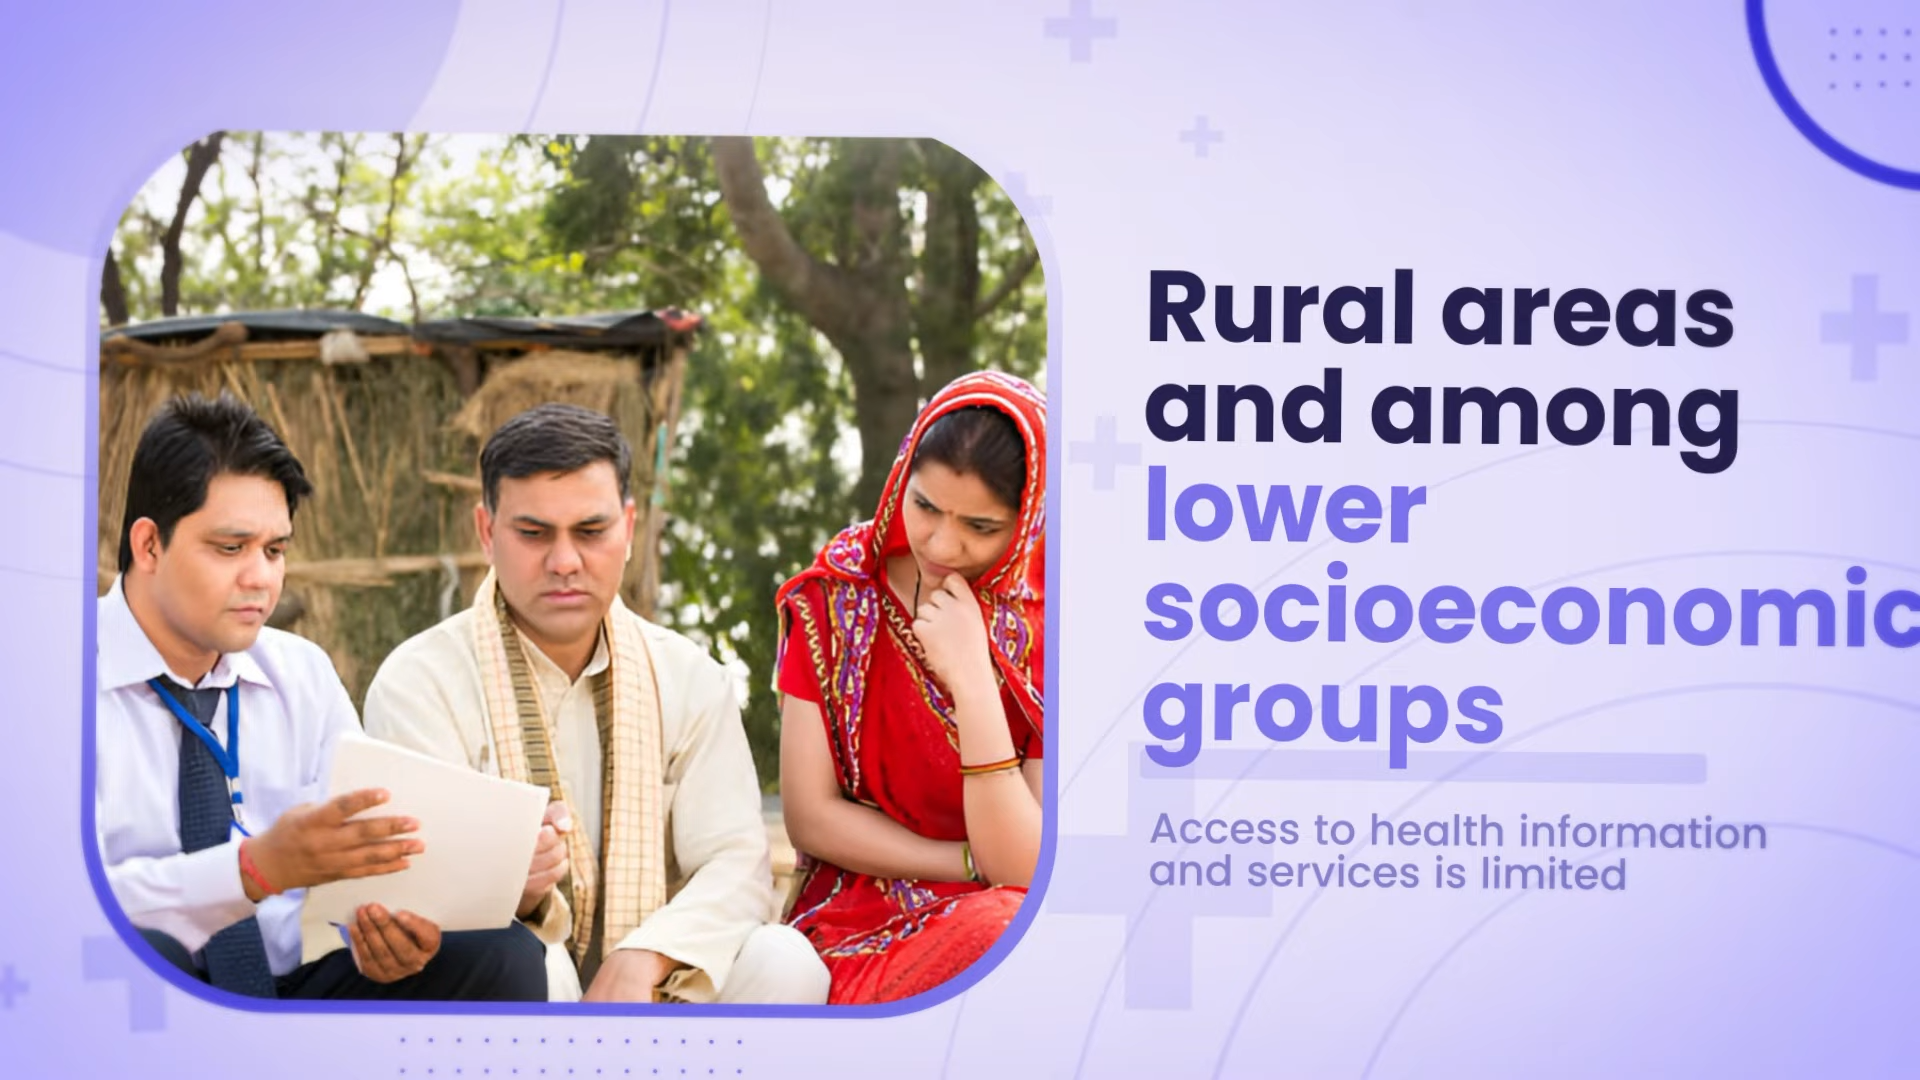 Rural areas
and among
lower
socioeconomic
groups
Access to health information
and services is limited